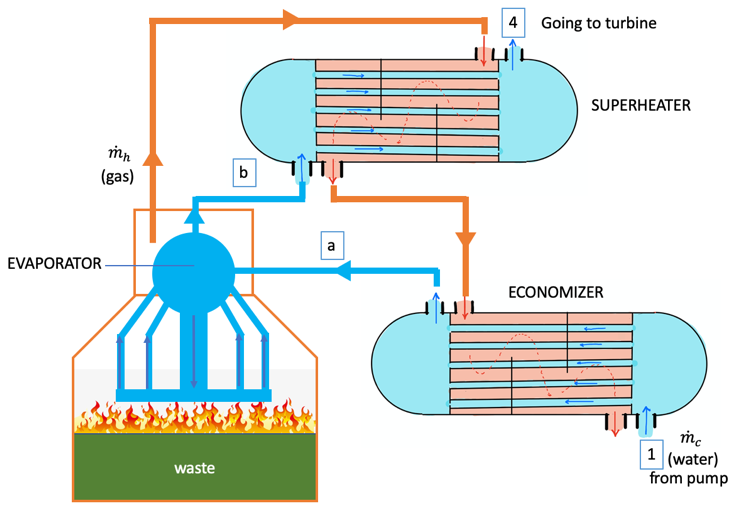 4
Going to turbine
SUPERHEATER
ṁh
(gas)
b
EVAPORATOR
a
ECONOMIZER
waste
1
ṁc
(water)
from pump